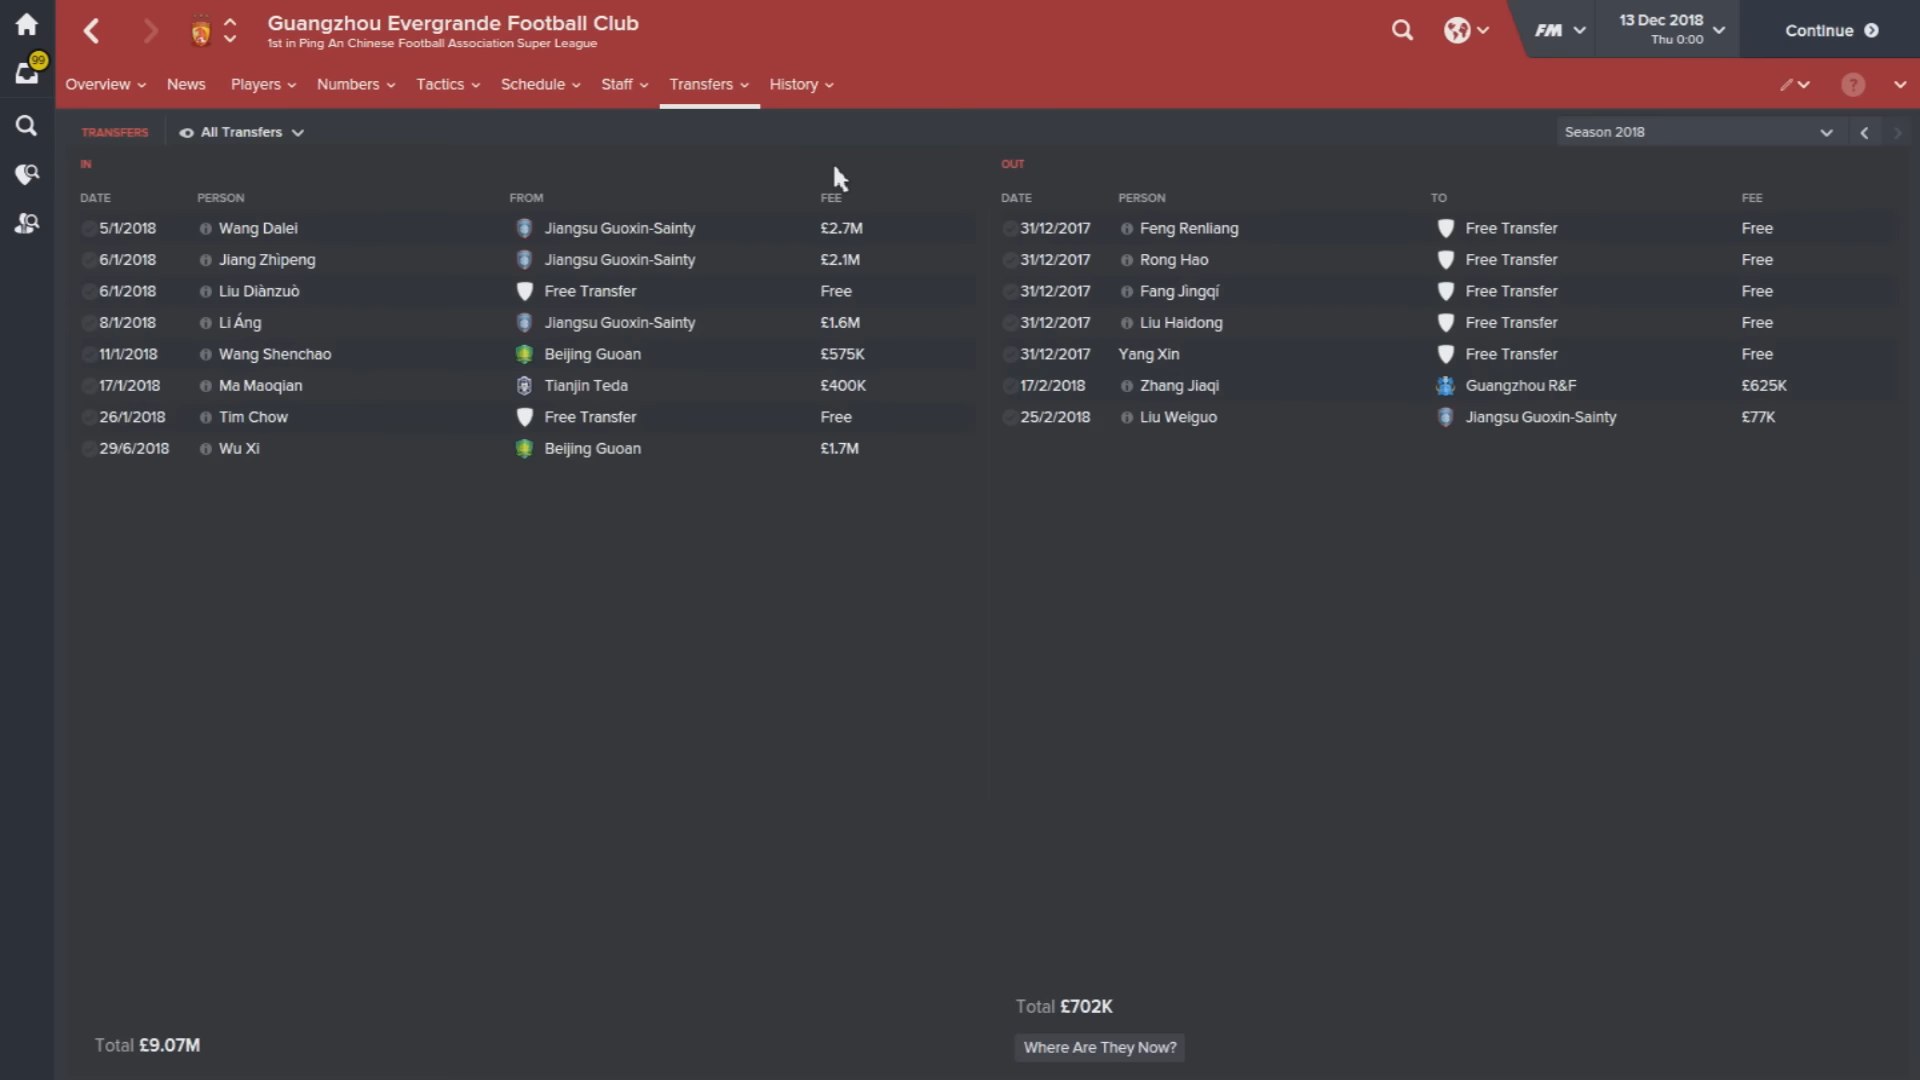 Guangzhou Evergrande Football Club
1st in Ping An Chinese Football Association Super League
FM
13 Dec 2018
Thu 0:00
Continue
99
Overview News Players Numbers Tactics Schedule Staff Transfers History
?
TRANSFERS All Transfers
Season 2018
IN
DATE PERSON FROM FEE
5/1/2018 Wang Dalei Jiangsu Guoxin-Sainty £2.7M
6/1/2018 Jiang Zhìpeng Jiangsu Guoxin-Sainty £2.1M
6/1/2018 Liu Diànzuò Free Transfer Free
8/1/2018 Li Áng Jiangsu Guoxin-Sainty £1.6M
11/1/2018 Wang Shenchao Beijing Guoan £575K
17/1/2018 Ma Maoqian Tianjin Teda £400K
26/1/2018 Tim Chow Free Transfer Free
29/6/2018 Wu Xi Beijing Guoan £1.7M
Total £9.07M
OUT
DATE PERSON TO FEE
31/12/2017 Feng Renliang Free Transfer Free
31/12/2017 Rong Hao Free Transfer Free
31/12/2017 Fang Jìngqí Free Transfer Free
31/12/2017 Liu Haidong Free Transfer Free
31/12/2017 Yang Xin Free Transfer Free
17/2/2018 Zhang Jiaqi Guangzhou R&F £625K
25/2/2018 Liu Weiguo Jiangsu Guoxin-Sainty £77K
Total £702K
Where Are They Now?